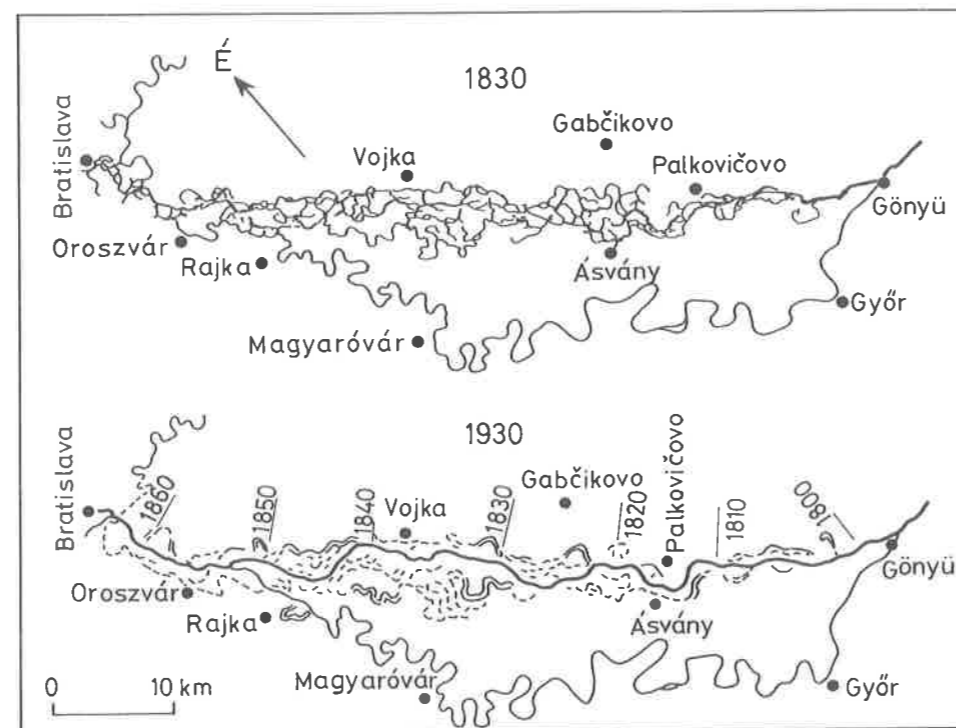 É
1830
Bratislava
Vojka
Gabčikovo
Palkovičovo
Gönyü
Oroszvár
Rajka
Ásvány
Győr
Magyaróvár
1930
Bratislava
1860
1850
1840
Vojka
1830
Gabčikovo
1820
Palkovičovo
1810
1800
Gönyü
Oroszvár
Rajka
Ásvány
Magyaróvár
Győr
0 10 km